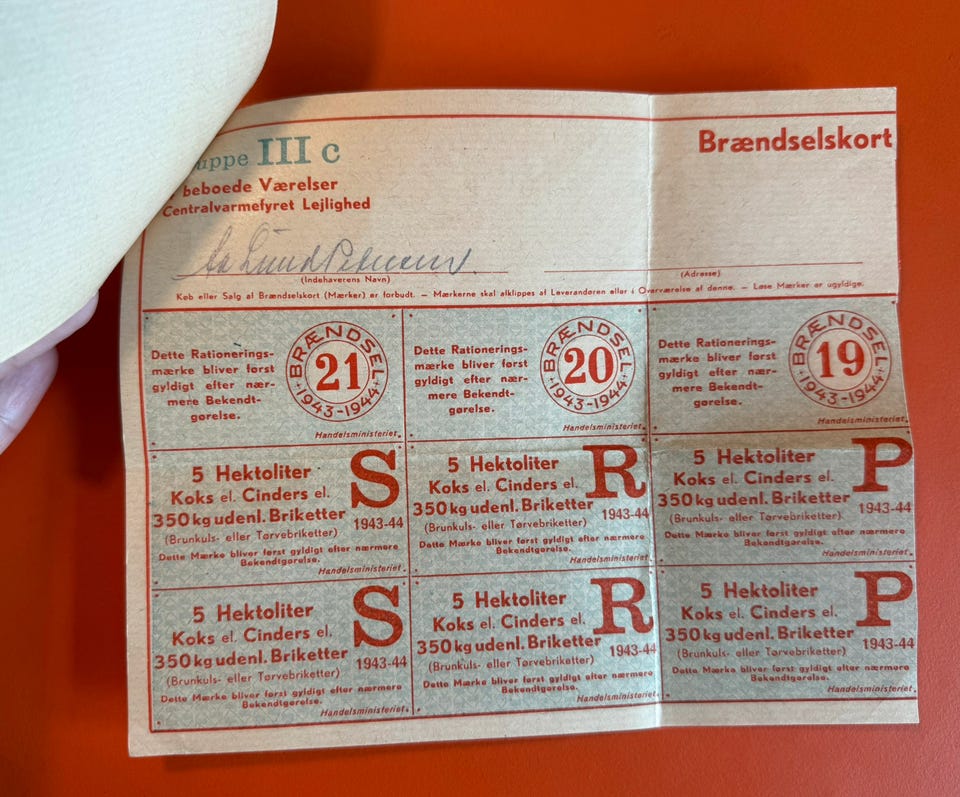 uppe III c
beboede Værelser
Centralvarmefyret Lejlighed
Brændselskort
Lund Petersen
(Indehaverens Navn)
(Adresse)
Køb eller Salg af Brændselskort (Mærker) er forbudt. — Mærkerne skal afklippes af Leverandøren eller i Overværelse af denne. — Løse Mærker er ugyldige.
Dette Rationerings-
mærke bliver først
gyldigt efter nær-
mere Bekendt-
gørelse.
BRÆNDSEL
21
1943-1944
Handelsministeriet.
Dette Rationerings-
mærke bliver først
gyldigt efter nær-
mere Bekendt-
gørelse.
BRÆNDSEL
20
1943-1944
Handelsministeriet.
Dette Rationerings-
mærke bliver først
gyldigt efter nær-
mere Bekendt-
gørelse.
BRÆNDSEL
19
1943-1944
Handelsministeriet.
5 Hektoliter
Koks el. Cinders el.
350 kg udenl. Briketter
(Brunkuls- eller Tørvebriketter)
S
1943-44
Dette Mærke bliver først gyldigt efter nærmere
Bekendtgørelse.
Handelsministeriet.
5 Hektoliter
Koks el. Cinders el.
350 kg udenl. Briketter
(Brunkuls- eller Tørvebriketter)
R
1943-44
Dette Mærke bliver først gyldigt efter nærmere
Bekendtgørelse.
Handelsministeriet.
5 Hektoliter
Koks el. Cinders el.
350 kg udenl. Briketter
(Brunkuls- eller Tørvebriketter)
P
1943-44
Dette Mærke bliver først gyldigt efter nærmere
Bekendtgørelse.
Handelsministeriet.
5 Hektoliter
Koks el. Cinders el.
350 kg udenl. Briketter
(Brunkuls- eller Tørvebriketter)
S
1943-44
Dette Mærke bliver først gyldigt efter nærmere
Bekendtgørelse.
Handelsministeriet.
5 Hektoliter
Koks el. Cinders el.
350 kg udenl. Briketter
(Brunkuls- eller Tørvebriketter)
R
1943-44
Dette Mærke bliver først gyldigt efter nærmere
Bekendtgørelse.
Handelsministeriet.
5 Hektoliter
Koks el. Cinders el.
350 kg udenl. Briketter
(Brunkuls- eller Tørvebriketter)
P
1943-44
Dette Mærke bliver først gyldigt efter nærmere
Bekendtgørelse.
Handelsministeriet.